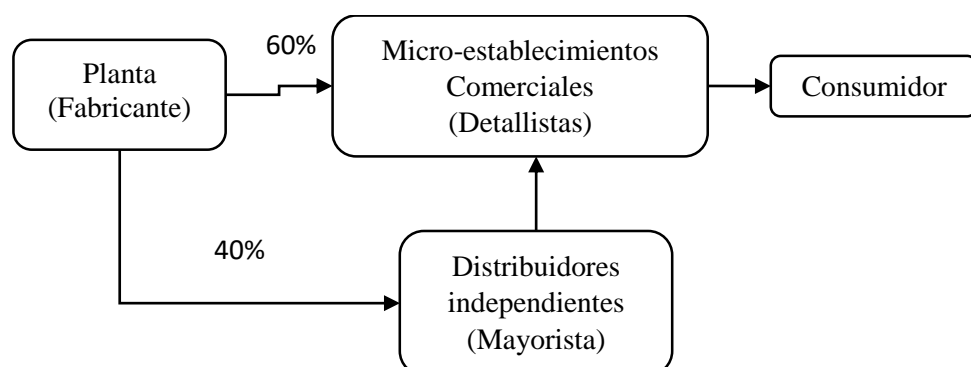 60%
Planta
(Fabricante)
Micro-establecimientos
Comerciales
(Detallistas)
Consumidor
40%
Distribuidores
independientes
(Mayorista)